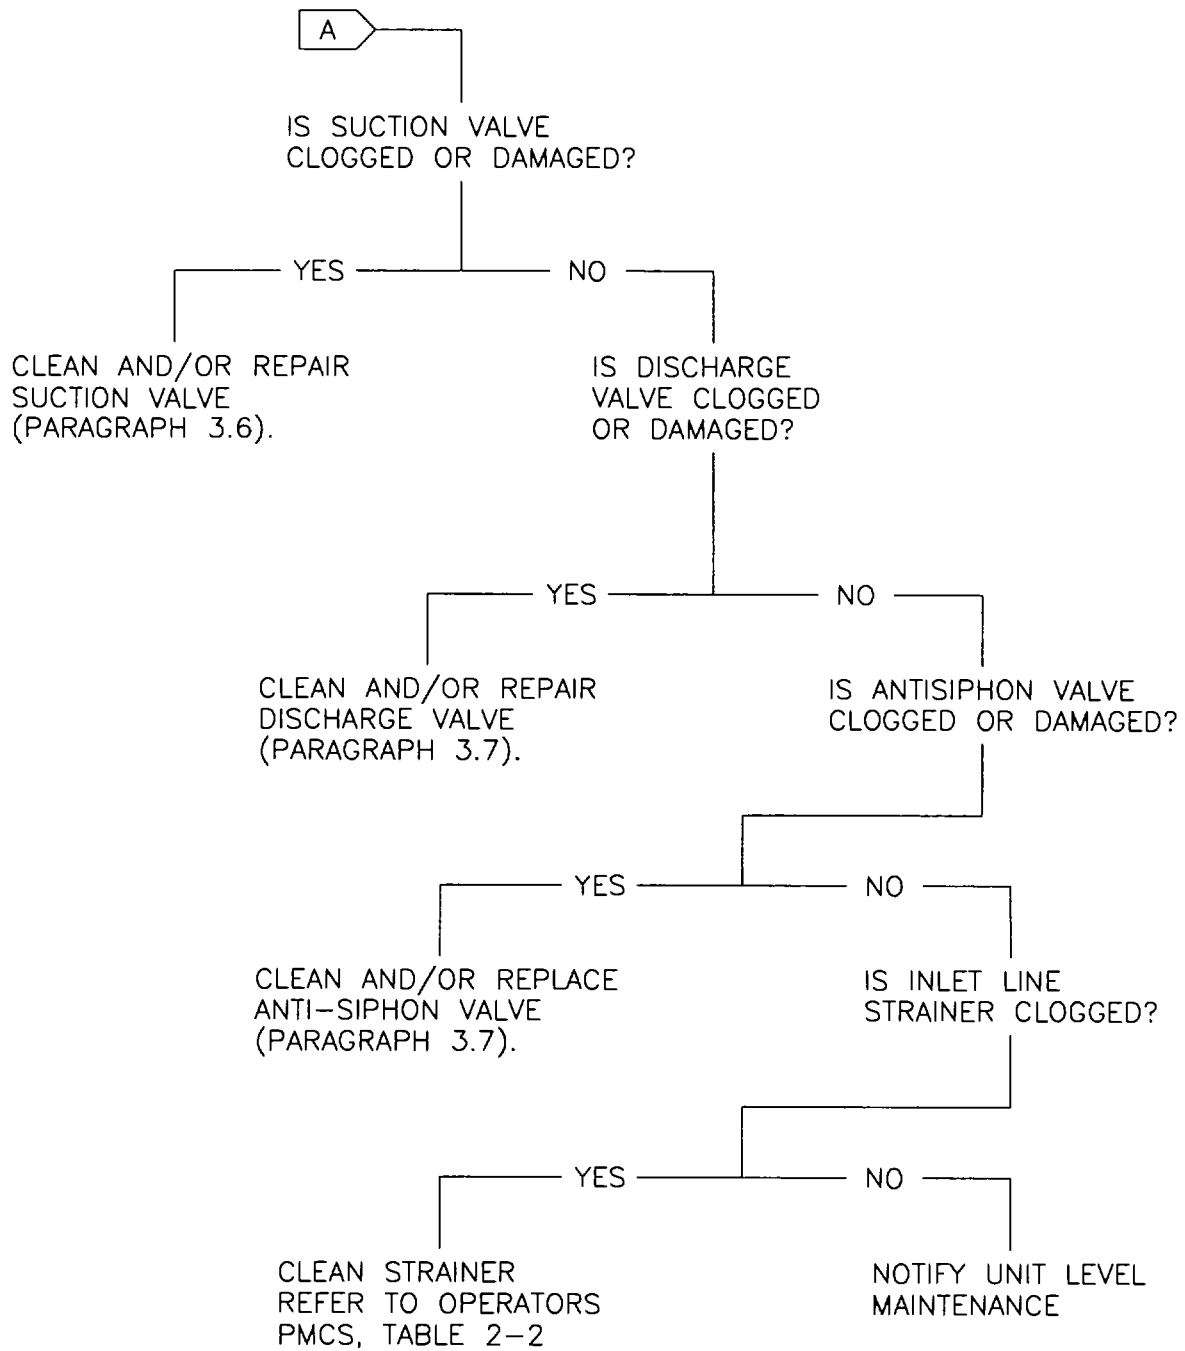 A
IS SUCTION VALVE
CLOGGED OR DAMAGED?
YES
NO
CLEAN AND/OR REPAIR
SUCTION VALVE
(PARAGRAPH 3.6).
IS DISCHARGE
VALVE CLOGGED
OR DAMAGED?
YES
NO
CLEAN AND/OR REPAIR
DISCHARGE VALVE
(PARAGRAPH 3.7).
IS ANTISIPHON VALVE
CLOGGED OR DAMAGED?
YES
NO
CLEAN AND/OR REPLACE
ANTI-SIPHON VALVE
(PARAGRAPH 3.7).
IS INLET LINE
STRAINER CLOGGED?
YES
NO
CLEAN STRAINER
REFER TO OPERATORS
PMCS, TABLE 2-2
NOTIFY UNIT LEVEL
MAINTENANCE